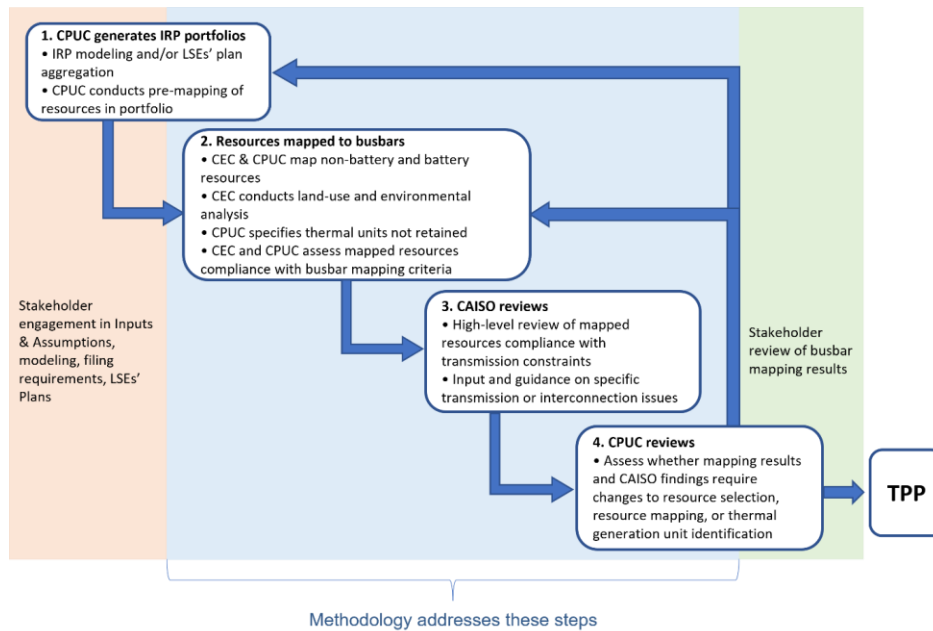 1. CPUC generates IRP portfolios
• IRP modeling and/or LSEs' plan
aggregation
• CPUC conducts pre-mapping of
resources in portfolio
2. Resources mapped to busbars
• CEC & CPUC map non-battery and battery
resources
• CEC conducts land-use and environmental
analysis
• CPUC specifies thermal units not retained
• CEC and CPUC assess mapped resources
compliance with busbar mapping criteria
Stakeholder
engagement in Inputs
& Assumptions,
modeling, filing
requirements, LSEs'
Plans
3. CAISO reviews
• High-level review of mapped
resources compliance with
transmission constraints
• Input and guidance on specific
transmission or interconnection issues
Stakeholder
review of busbar
mapping results
4. CPUC reviews
• Assess whether mapping results
and CAISO findings require
changes to resource selection,
resource mapping, or thermal
generation unit identification
TPP
Methodology addresses these steps